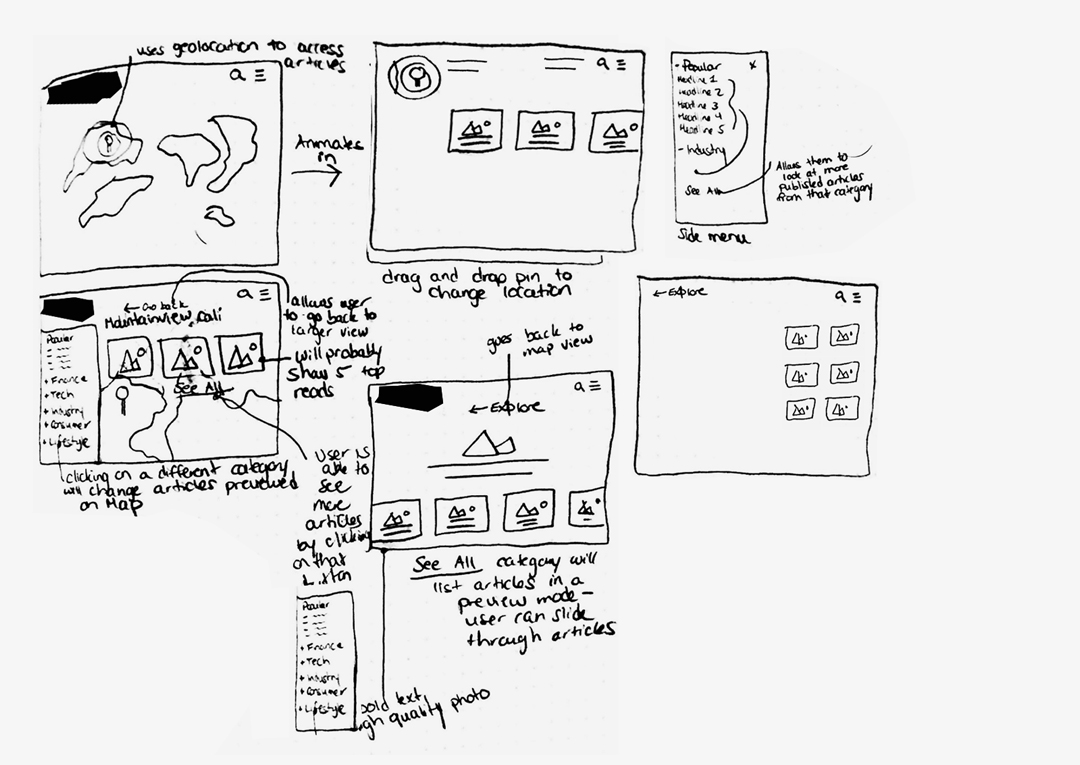 uses geolocation to access
articles
Animates
in
drag and drop pin to
change location
- Popular x
Headline 1
Headline 2
Headline 3
Headline 4
Headline 5
- Industry
See All
Allows them to
look at more
published articles
from that category
Side menu
← Go back
Mountainview, Cali
Popular
+ Finance
+ Tech
+ Industry
+ Consumer
+ Lifestyle
See All
allows user
to go back to
larger view
will probably
show 5 top
reads
clicking on a different category
will change articles previewed
on Map
User is
able to
see
more
articles
by clicking
on that
goes back to
map view
← Explore
See All category will
list articles in a
preview mode -
user can slide
through articles
← Explore
Popular
+ Finance
+ Tech
+ Industry
+ Consumer
+ Lifestyle
text,
quality photo